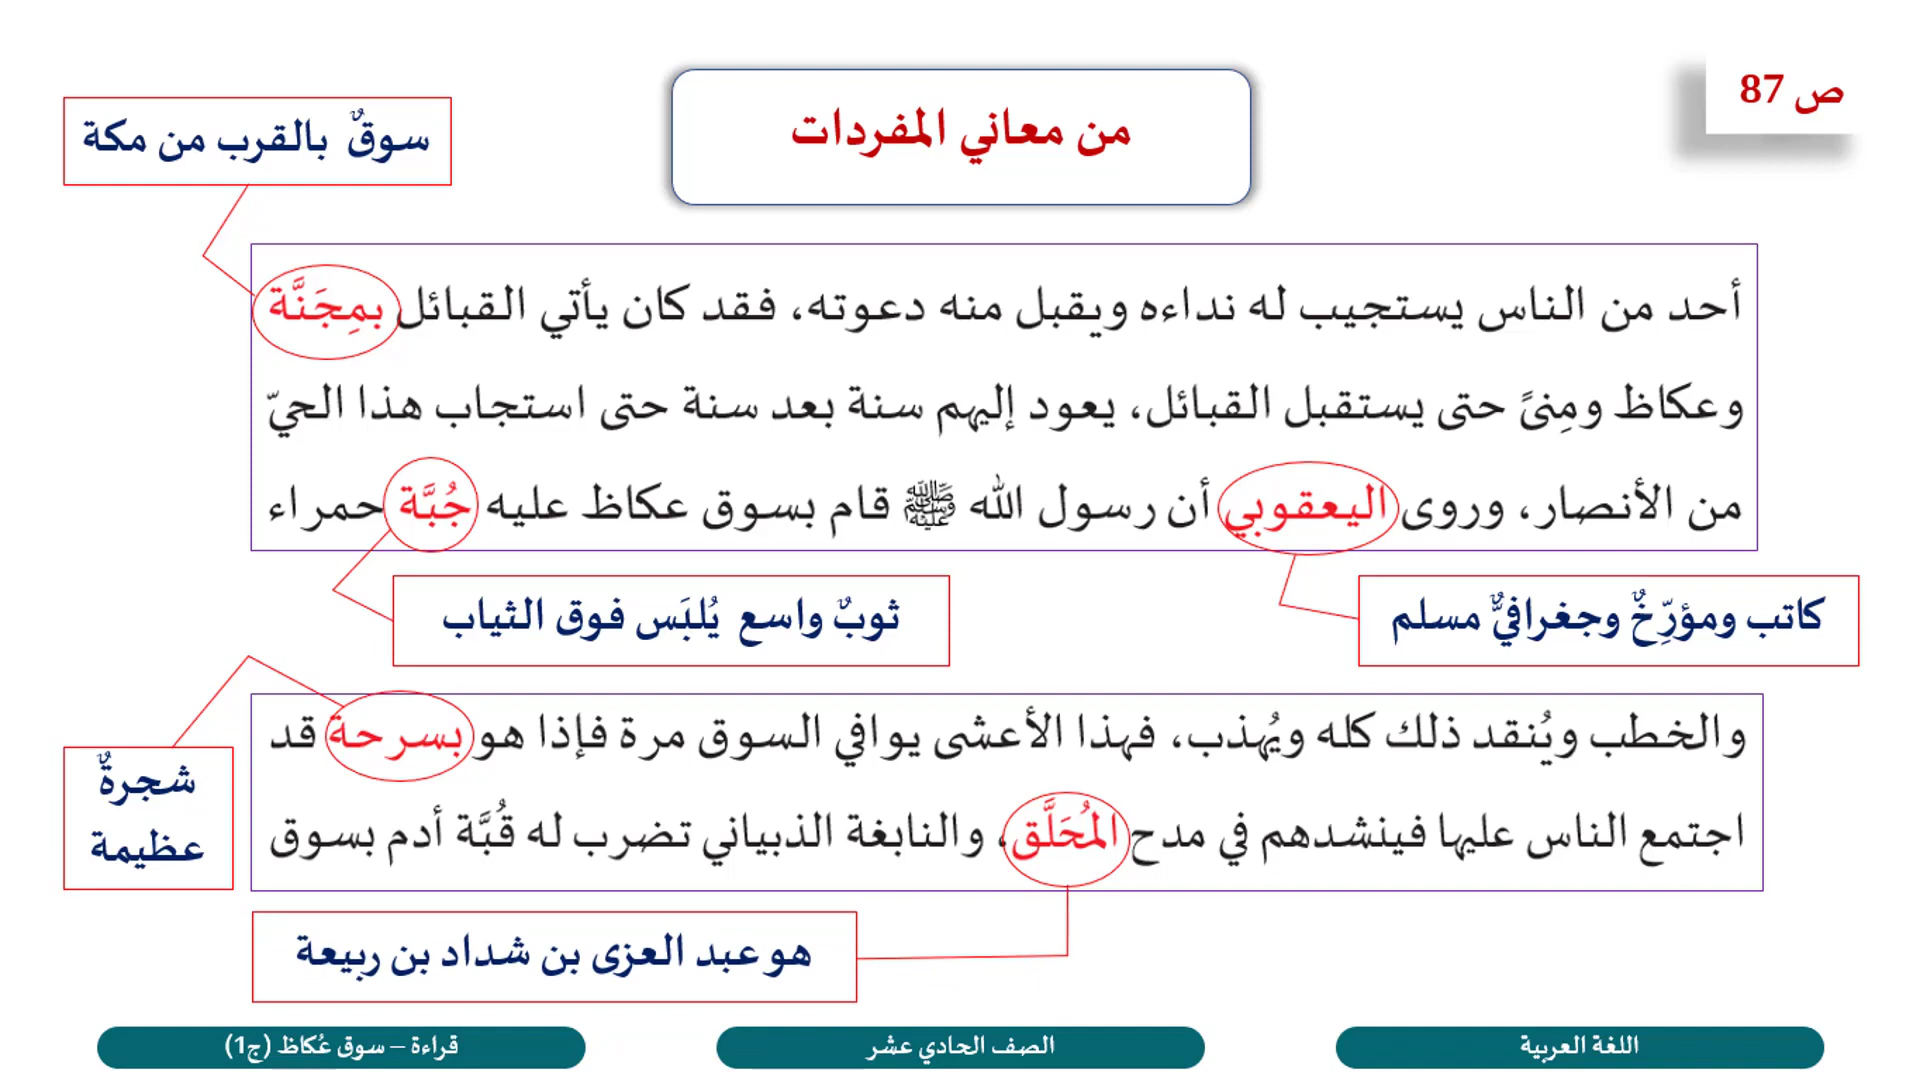 ص 87
من معاني المفردات
سوقٌ بالقرب من مكة
أحد من الناس يستجيب له نداءه ويقبل منه دعوته، فقد كان يأتي القبائل بمِجَنَّة
وعكاظ ومِنىً حتى يستقبل القبائل، يعود إليهم سنة بعد سنة حتى استجاب هذا الحيّ
من الأنصار، وروى اليعقوبي أن رسول الله ﷺ قام بسوق عكاظ عليه جُبَّة حمراء
كاتب ومؤرِّخٌ وجغرافيٌّ مسلم
ثوبٌ واسع يُلبَس فوق الثياب
والخطب ويُنقد ذلك كله ويُهذب، فهذا الأعشى يوافي السوق مرة فإذا هو بسرحة قد
اجتمع الناس عليها فينشدهم في مدح المُحَلَّق، والنابغة الذبياني تضرب له قُبَّة أدم بسوق
شجرةٌ
عظيمة
هو عبد العزى بن شداد بن ربيعة
اللغة العربية
الصف الحادي عشر
قراءة – سوق عُكاظ (ج1)